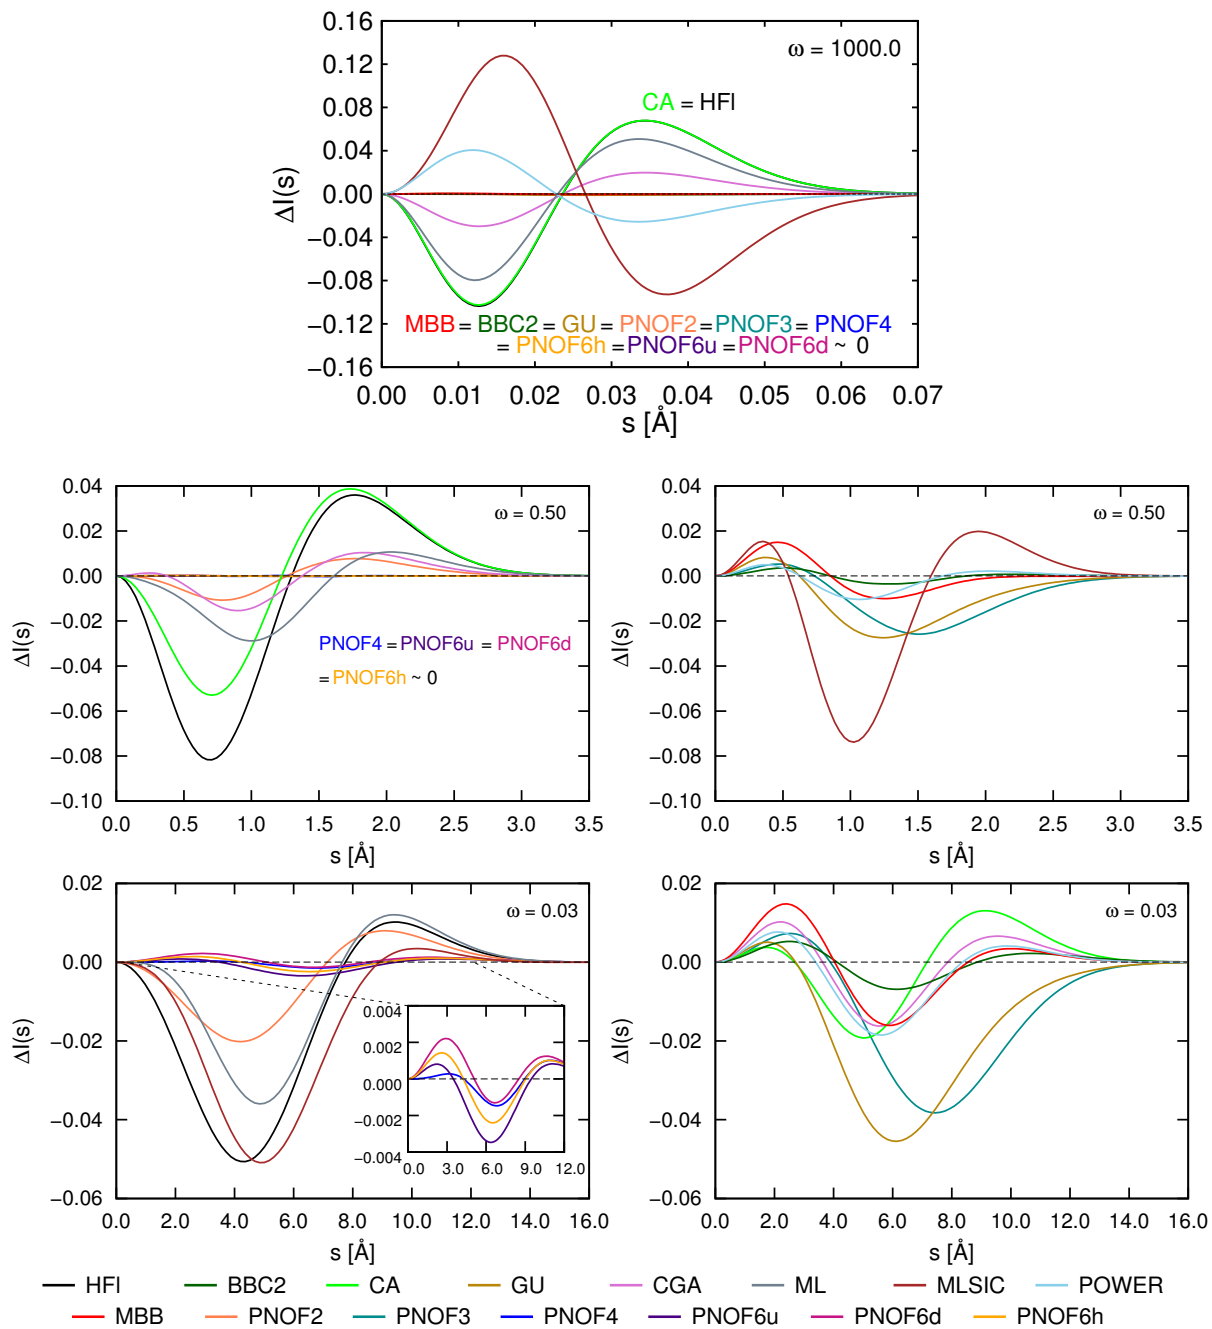 0.16
ω = 1000.0
0.12
CA = HFl
0.08
0.04
0.00
−0.04
−0.08
−0.12
−0.16
ΔI(s)
MBB = BBC2 = GU = PNOF2 = PNOF3 = PNOF4
= PNOF6h = PNOF6u = PNOF6d ~ 0
0.00 0.01 0.02 0.03 0.04 0.05 0.06 0.07
s [Å]
0.04
0.02
0.00
−0.02
−0.04
−0.06
−0.08
−0.10
ΔI(s)
ω = 0.50
PNOF4 = PNOF6u = PNOF6d
= PNOF6h ~ 0
0.0 0.5 1.0 1.5 2.0 2.5 3.0 3.5
s [Å]
0.04
0.02
0.00
−0.02
−0.04
−0.06
−0.08
−0.10
ΔI(s)
ω = 0.50
0.0 0.5 1.0 1.5 2.0 2.5 3.0 3.5
s [Å]
0.02
0.00
−0.02
−0.04
−0.06
ΔI(s)
ω = 0.03
0.004
0.002
0.000
−0.002
−0.004
0.0 3.0 6.0 9.0 12.0
0.0 2.0 4.0 6.0 8.0 10.0 12.0 14.0 16.0
s [Å]
0.02
0.00
−0.02
−0.04
−0.06
ΔI(s)
ω = 0.03
0.0 2.0 4.0 6.0 8.0 10.0 12.0 14.0 16.0
s [Å]
HFl BBC2 CA GU CGA ML MLSIC POWER
MBB PNOF2 PNOF3 PNOF4 PNOF6u PNOF6d PNOF6h